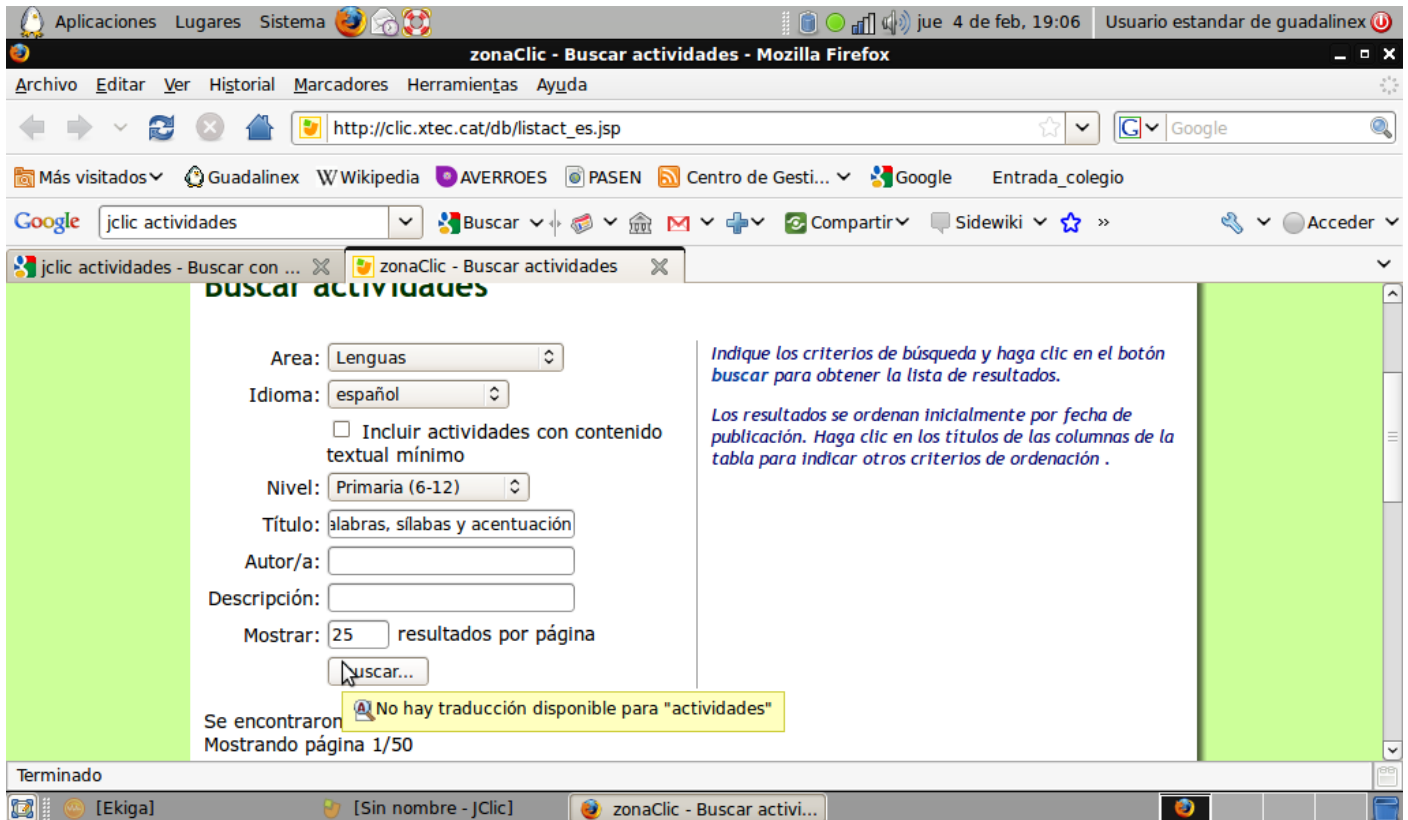 Aplicaciones Lugares Sistema jue 4 de feb, 19:06 Usuario estandar de guadalinex
zonaClic - Buscar actividades - Mozilla Firefox
Archivo Editar Ver Historial Marcadores Herramientas Ayuda
http://clic.xtec.cat/db/listact_es.jsp G Google
Más visitados Guadalinex W Wikipedia AVERROES PASEN Centro de Gesti... Google Entrada_colegio
Google jclic actividades Buscar Compartir Sidewiki » Acceder
jclic actividades - Buscar con ... zonaClic - Buscar actividades
Buscar actividades
Area: Lenguas
Idioma: español
Incluir actividades con contenido
textual mínimo
Nivel: Primaria (6-12)
Título: alabras, sílabas y acentuación
Autor/a:
Descripción:
Mostrar: 25 resultados por página
Buscar...
Indique los criterios de búsqueda y haga clic en el botón
buscar para obtener la lista de resultados.
Los resultados se ordenan inicialmente por fecha de
publicación. Haga clic en los títulos de las columnas de la
tabla para indicar otros criterios de ordenación .
No hay traducción disponible para "actividades"
Se encontraron
Mostrando página 1/50
Terminado
[Ekiga] [Sin nombre - JClic] zonaClic - Buscar activi...